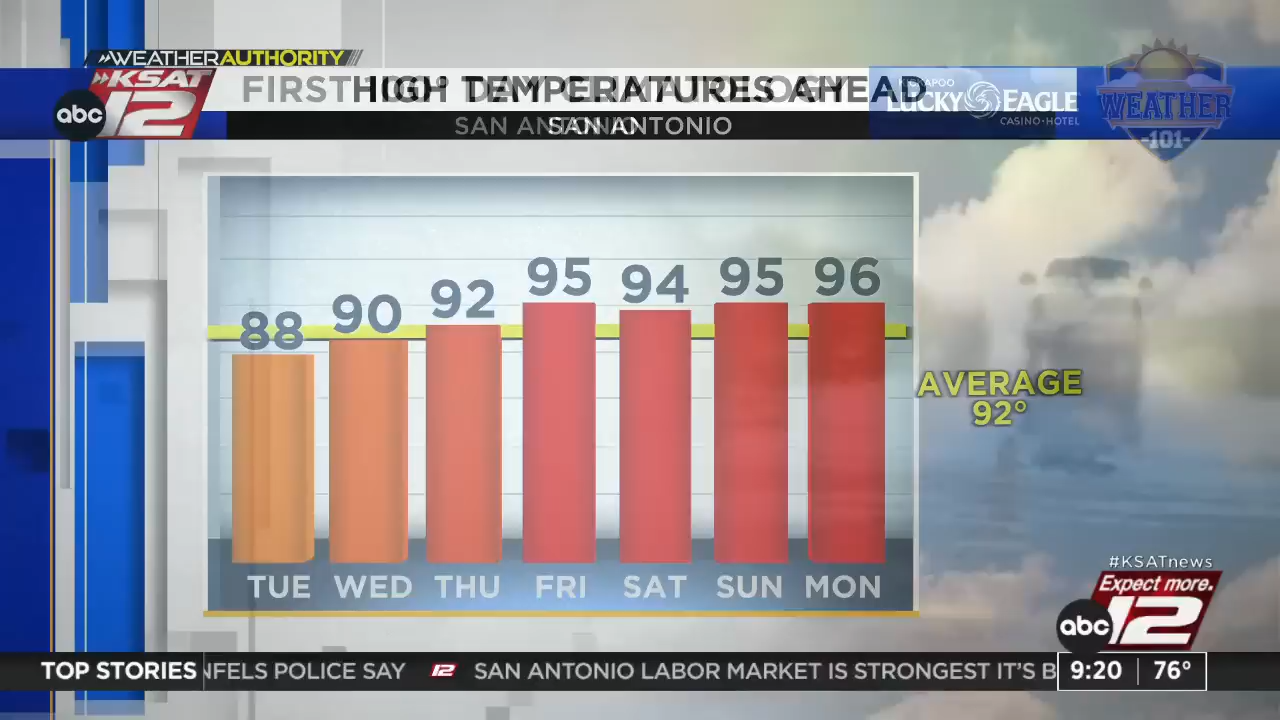 WEATHERAUTHORITY
KSAT
abc 12
HIGH TEMPERATURES AHEAD
SAN ANTONIO
LUCKY EAGLE
CASINO•HOTEL
WEATHER
-101-
88 90 92 95 94 95 96
AVERAGE
92°
TUE WED THU FRI SAT SUN MON
#KSATnews
Expect more.
abc 12
TOP STORIES NFELS POLICE SAY 12 SAN ANTONIO LABOR MARKET IS STRONGEST IT'S B 9:20 76°